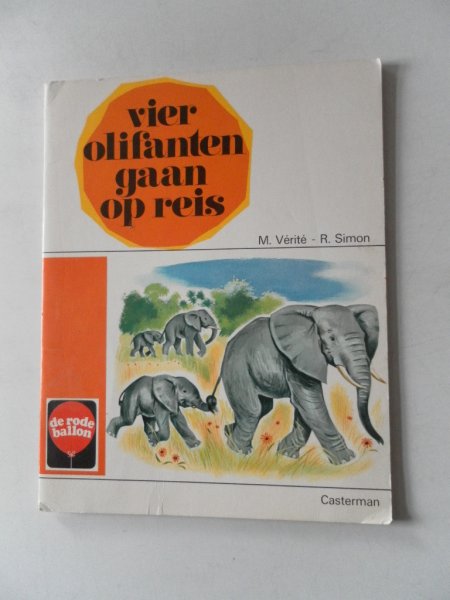 vier
olifanten
gaan
op reis
M. Vérité - R. Simon
de rode
ballon
Casterman